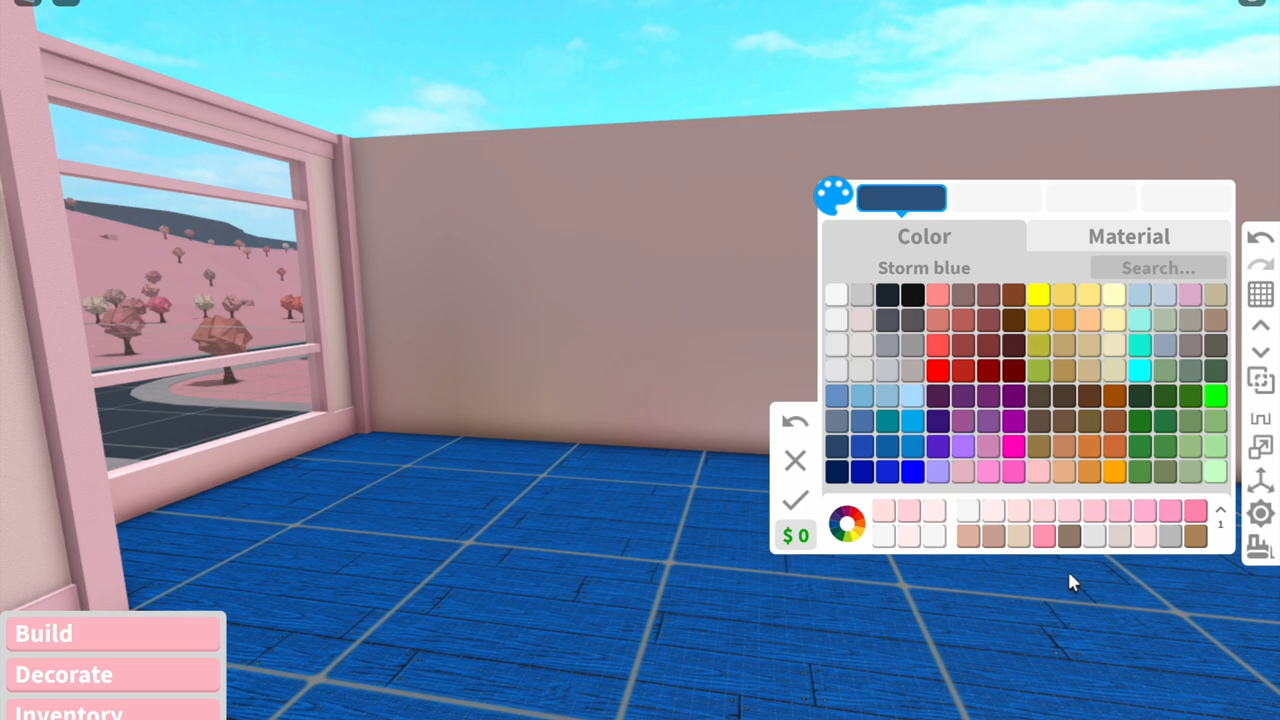 Color
Material
Storm blue
Search...
$ 0
1
Build
Decorate
Inventory